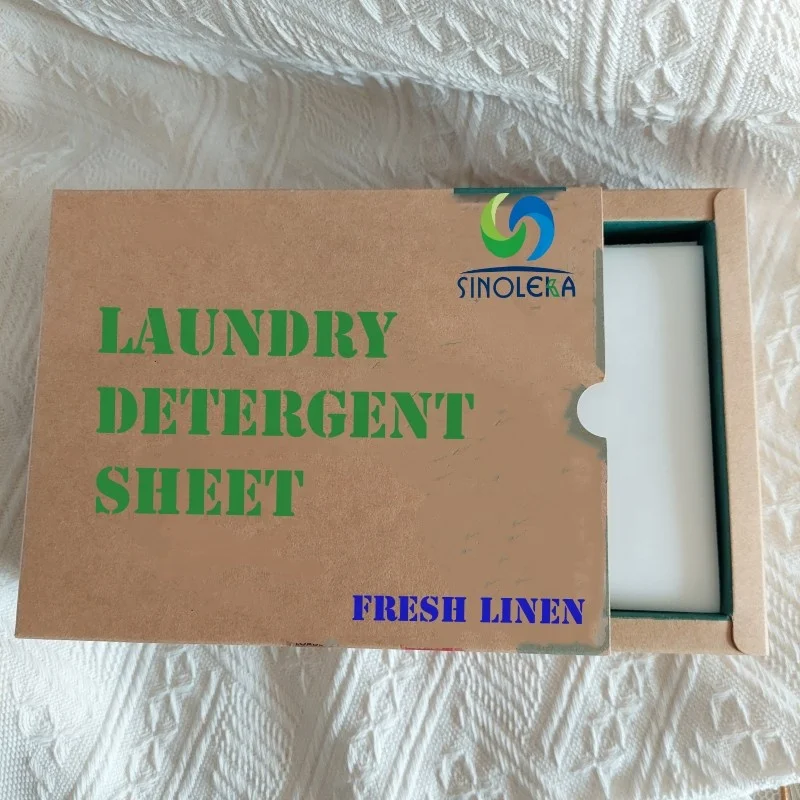 SINOLEKA
LAUNDRY
DETERGENT
SHEET
FRESH LINEN